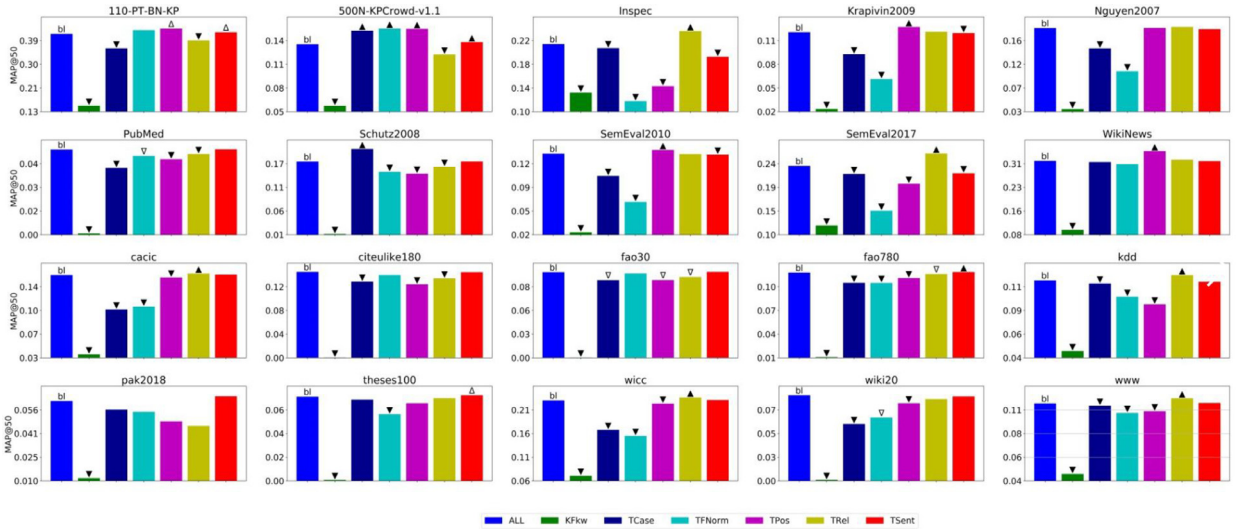 110-PT-BN-KP 500N-KPCrowd-v1.1 Inspec Krapivin2009 Nguyen2007
MAP@50
0.39 0.30 0.21 0.13 bl
0.14 0.11 0.08 0.05 bl
0.22 0.18 0.14 0.10 bl
0.11 0.08 0.05 0.02 bl
0.16 0.12 0.07 0.03 bl
PubMed Schutz2008 SemEval2010 SemEval2017 WikiNews
MAP@50
0.04 0.03 0.02 0.00 bl
0.17 0.11 0.06 0.01 bl
0.12 0.09 0.05 0.02 bl
0.24 0.19 0.15 0.10 bl
0.31 0.23 0.16 0.08 bl
cacic citeulike180 fao30 fao780 kdd
MAP@50
0.14 0.10 0.07 0.03 bl
0.12 0.08 0.04 0.00 bl
0.08 0.05 0.03 0.00 bl
0.10 0.07 0.04 0.01 bl
0.11 0.09 0.06 0.04 bl
pak2018 theses100 wicc wiki20 www
MAP@50
0.056 0.041 0.025 0.010 bl
0.06 0.04 0.02 0.00 bl
0.21 0.16 0.11 0.06 bl
0.07 0.05 0.03 0.00 bl
0.11 0.08 0.06 0.04 bl
ALL KFkw TCase TFNorm TPos TRel TSent